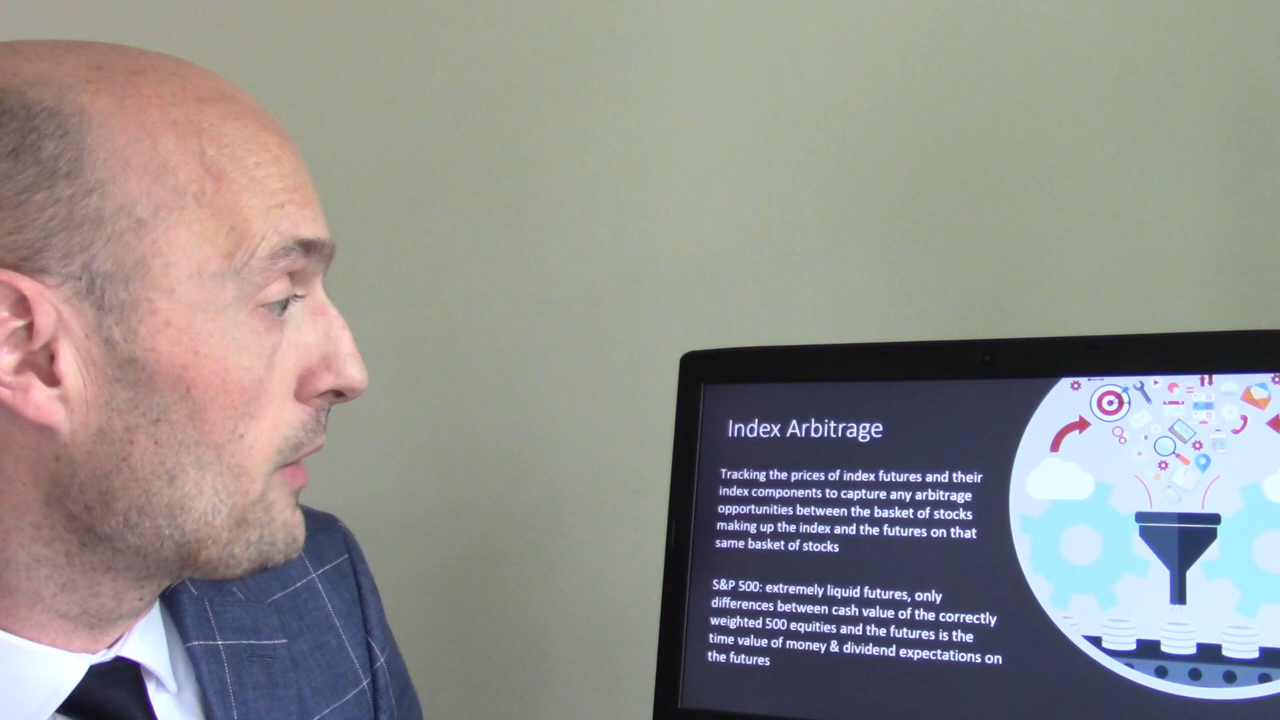 Index Arbitrage
Tracking the prices of index futures and their
index components to capture any arbitrage
opportunities between the basket of stocks
making up the index and the futures on that
same basket of stocks
S&P 500: extremely liquid futures, only
differences between cash value of the correctly
weighted 500 equities and the futures is the
time value of money & dividend expectations on
the futures